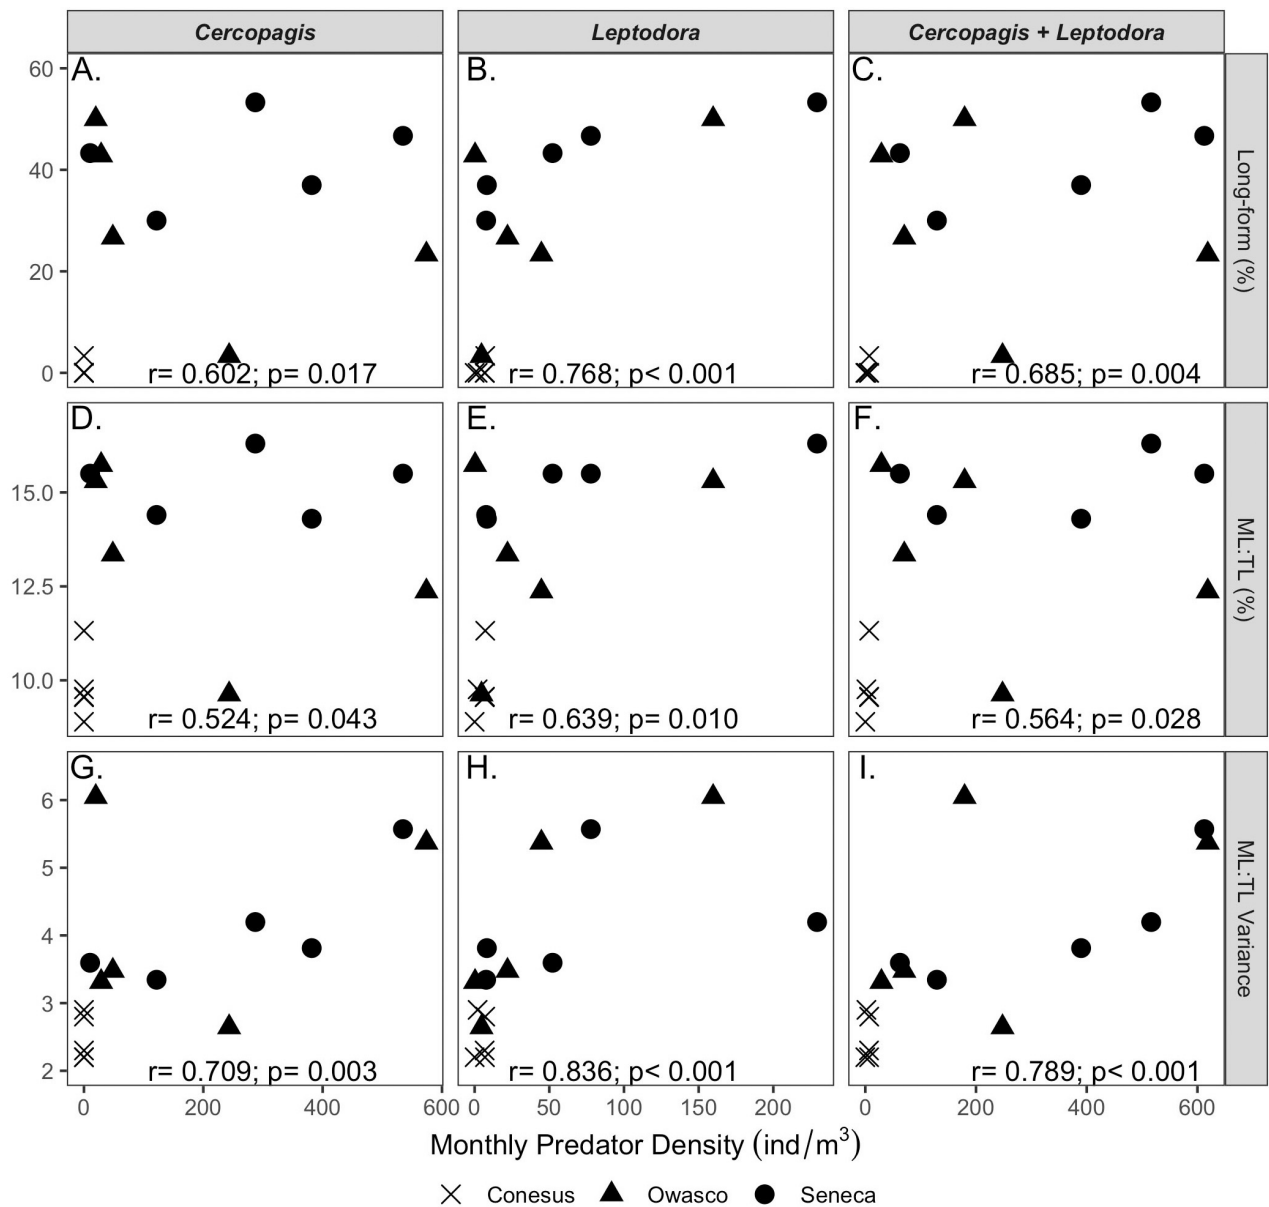 Cercopagis
Leptodora
Cercopagis + Leptodora
A.
B.
C.
60
40
20
0
Long-form (%)
r= 0.602; p= 0.017
r= 0.768; p< 0.001
r= 0.685; p= 0.004
D.
E.
F.
15.0
12.5
10.0
ML:TL (%)
r= 0.524; p= 0.043
r= 0.639; p= 0.010
r= 0.564; p= 0.028
G.
H.
I.
6
5
4
3
2
ML:TL Variance
r= 0.709; p= 0.003
r= 0.836; p< 0.001
r= 0.789; p< 0.001
0 200 400 600
0 50 100 150 200
0 200 400 600
Monthly Predator Density (ind/m³)
Conesus Owasco Seneca